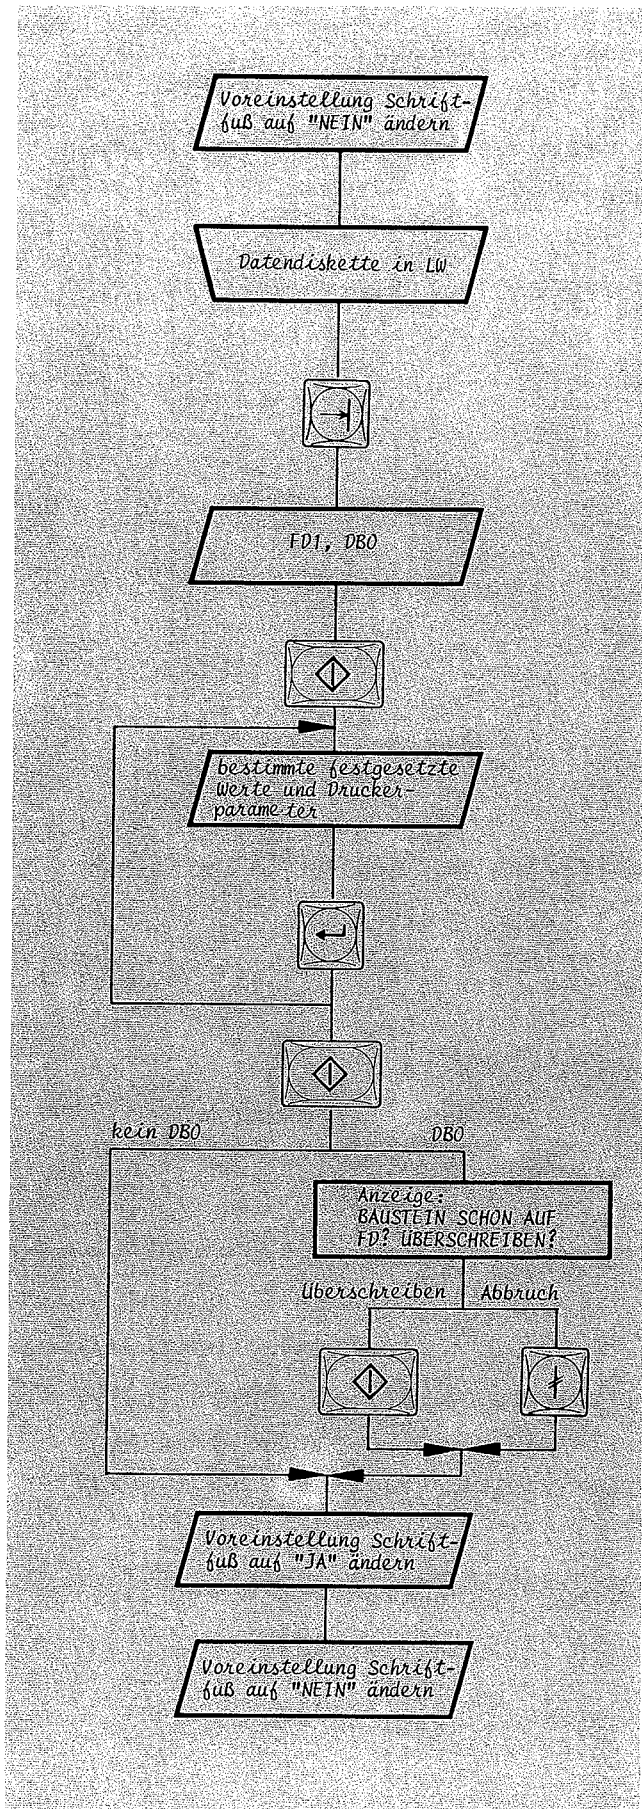 Voreinstellung Schrift-
fuß auf "NEIN" ändern
Datendiskette in LW
FD1, DBO
bestimmte festgesetzte
Werte und Drucker-
parameter
kein DBO
DBO
Anzeige:
BAUSTEIN SCHON AUF
FD? ÜBERSCHREIBEN?
Überschreiben
Abbruch
Voreinstellung Schrift-
fuß auf "JA" ändern
Voreinstellung Schrift-
fuß auf "NEIN" ändern